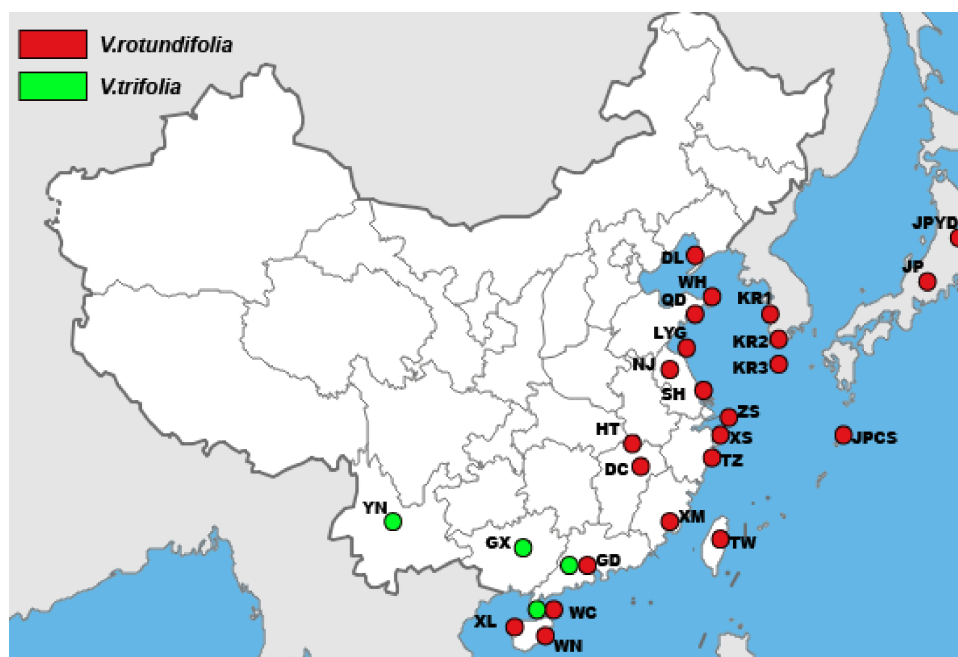 V.rotundifolia
V.trifolia
JPYD
DL
JP
WH
QD
KR1
LYG
KR2
NJ
KR3
SH
ZS
HT
XS
JPCS
DC
TZ
YN
XM
GX
TW
GD
XL
WC
WN